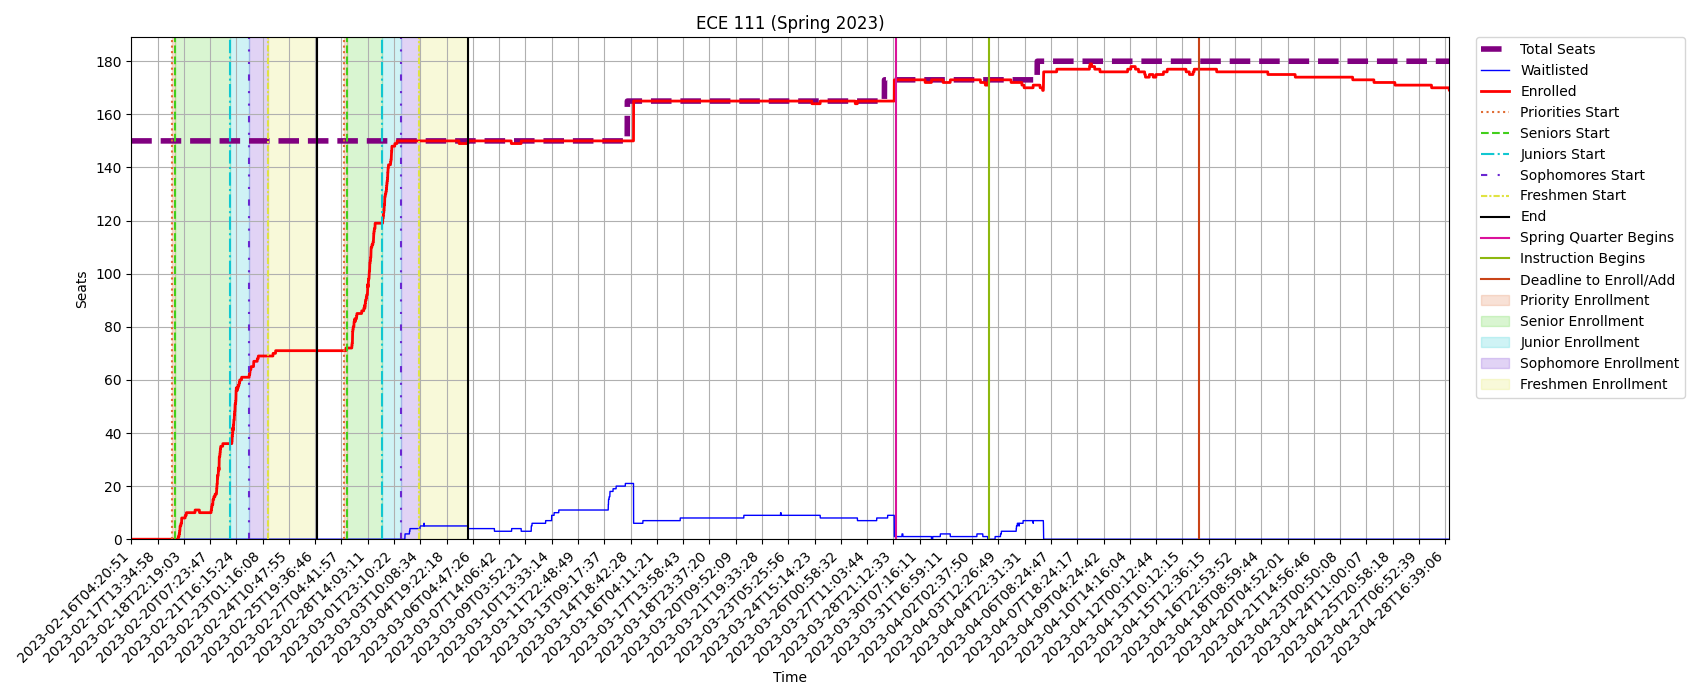 ECE 111 (Spring 2023)
Seats
180
160
140
120
100
80
60
40
20
0
2023-02-16T04:20:51
2023-02-17T13:34:58
2023-02-18T22:19:03
2023-02-20T07:23:47
2023-02-21T16:15:24
2023-02-23T01:16:08
2023-02-24T10:47:55
2023-02-25T19:36:46
2023-02-27T04:41:57
2023-02-28T14:03:11
2023-03-01T23:10:22
2023-03-03T10:08:34
2023-03-04T19:22:18
2023-03-06T04:47:26
2023-03-07T14:06:42
2023-03-09T03:52:21
2023-03-10T13:33:14
2023-03-11T22:48:49
2023-03-13T09:17:37
2023-03-14T18:42:28
2023-03-16T04:11:21
2023-03-17T13:58:43
2023-03-18T23:37:20
2023-03-20T09:52:09
2023-03-21T19:33:28
2023-03-23T05:25:56
2023-03-24T15:14:23
2023-03-26T00:58:32
2023-03-27T11:03:44
2023-03-28T21:12:33
2023-03-30T07:16:11
2023-03-31T16:59:11
2023-04-02T02:37:50
2023-04-03T12:26:49
2023-04-04T22:31:31
2023-04-06T08:24:47
2023-04-07T18:24:17
2023-04-09T04:24:42
2023-04-10T14:16:04
2023-04-12T00:12:44
2023-04-13T10:12:15
2023-04-15T12:36:15
2023-04-16T22:53:52
2023-04-18T08:59:44
2023-04-20T04:52:01
2023-04-21T14:56:46
2023-04-23T00:50:08
2023-04-24T11:00:07
2023-04-25T20:58:18
2023-04-27T06:52:39
2023-04-28T16:39:06
Time
Total Seats
Waitlisted
Enrolled
Priorities Start
Seniors Start
Juniors Start
Sophomores Start
Freshmen Start
End
Spring Quarter Begins
Instruction Begins
Deadline to Enroll/Add
Priority Enrollment
Senior Enrollment
Junior Enrollment
Sophomore Enrollment
Freshmen Enrollment